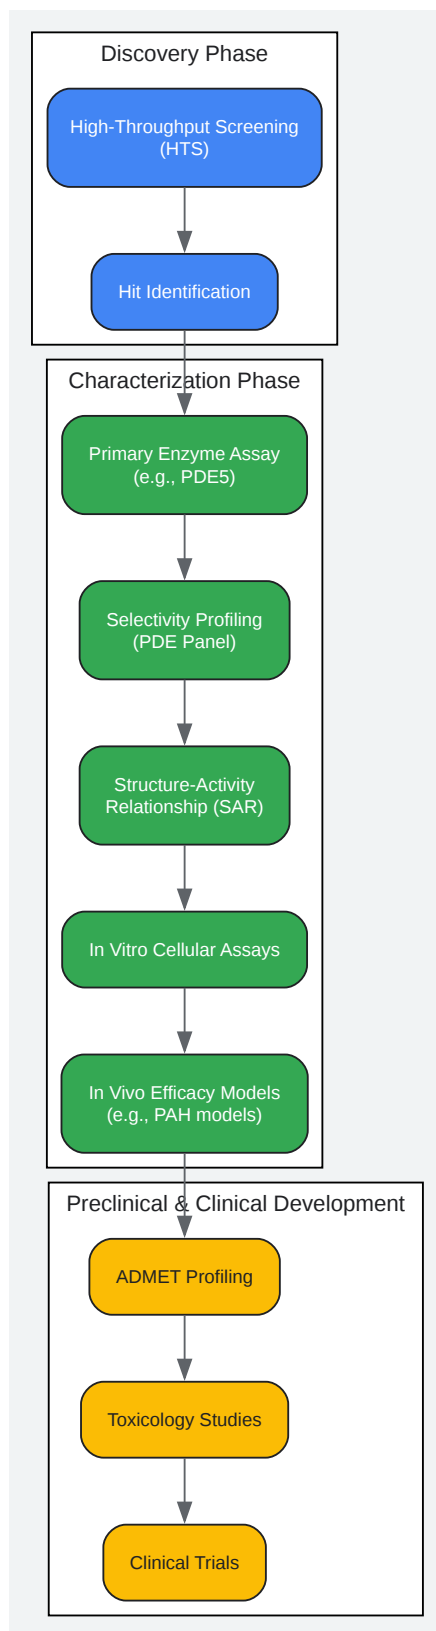 Discovery Phase
High-Throughput Screening
(HTS)
Hit Identification
Characterization Phase
Primary Enzyme Assay
(e.g., PDE5)
Selectivity Profiling
(PDE Panel)
Structure-Activity
Relationship (SAR)
In Vitro Cellular Assays
In Vivo Efficacy Models
(e.g., PAH models)
Preclinical & Clinical Development
ADMET Profiling
Toxicology Studies
Clinical Trials